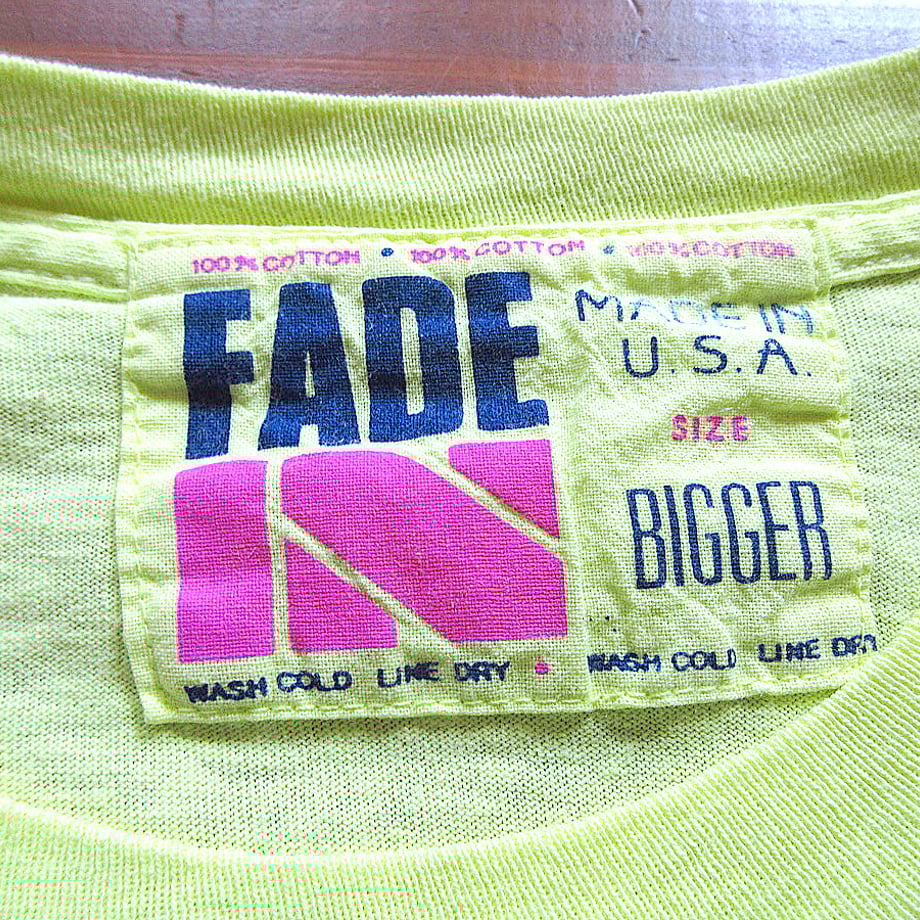 100% COTTON • 100% COTTON • 100% COTTON
FADE
IN
MADE IN
U.S.A.
SIZE
BIGGER
WASH COLD LINE DRY • WASH COLD LINE DRY